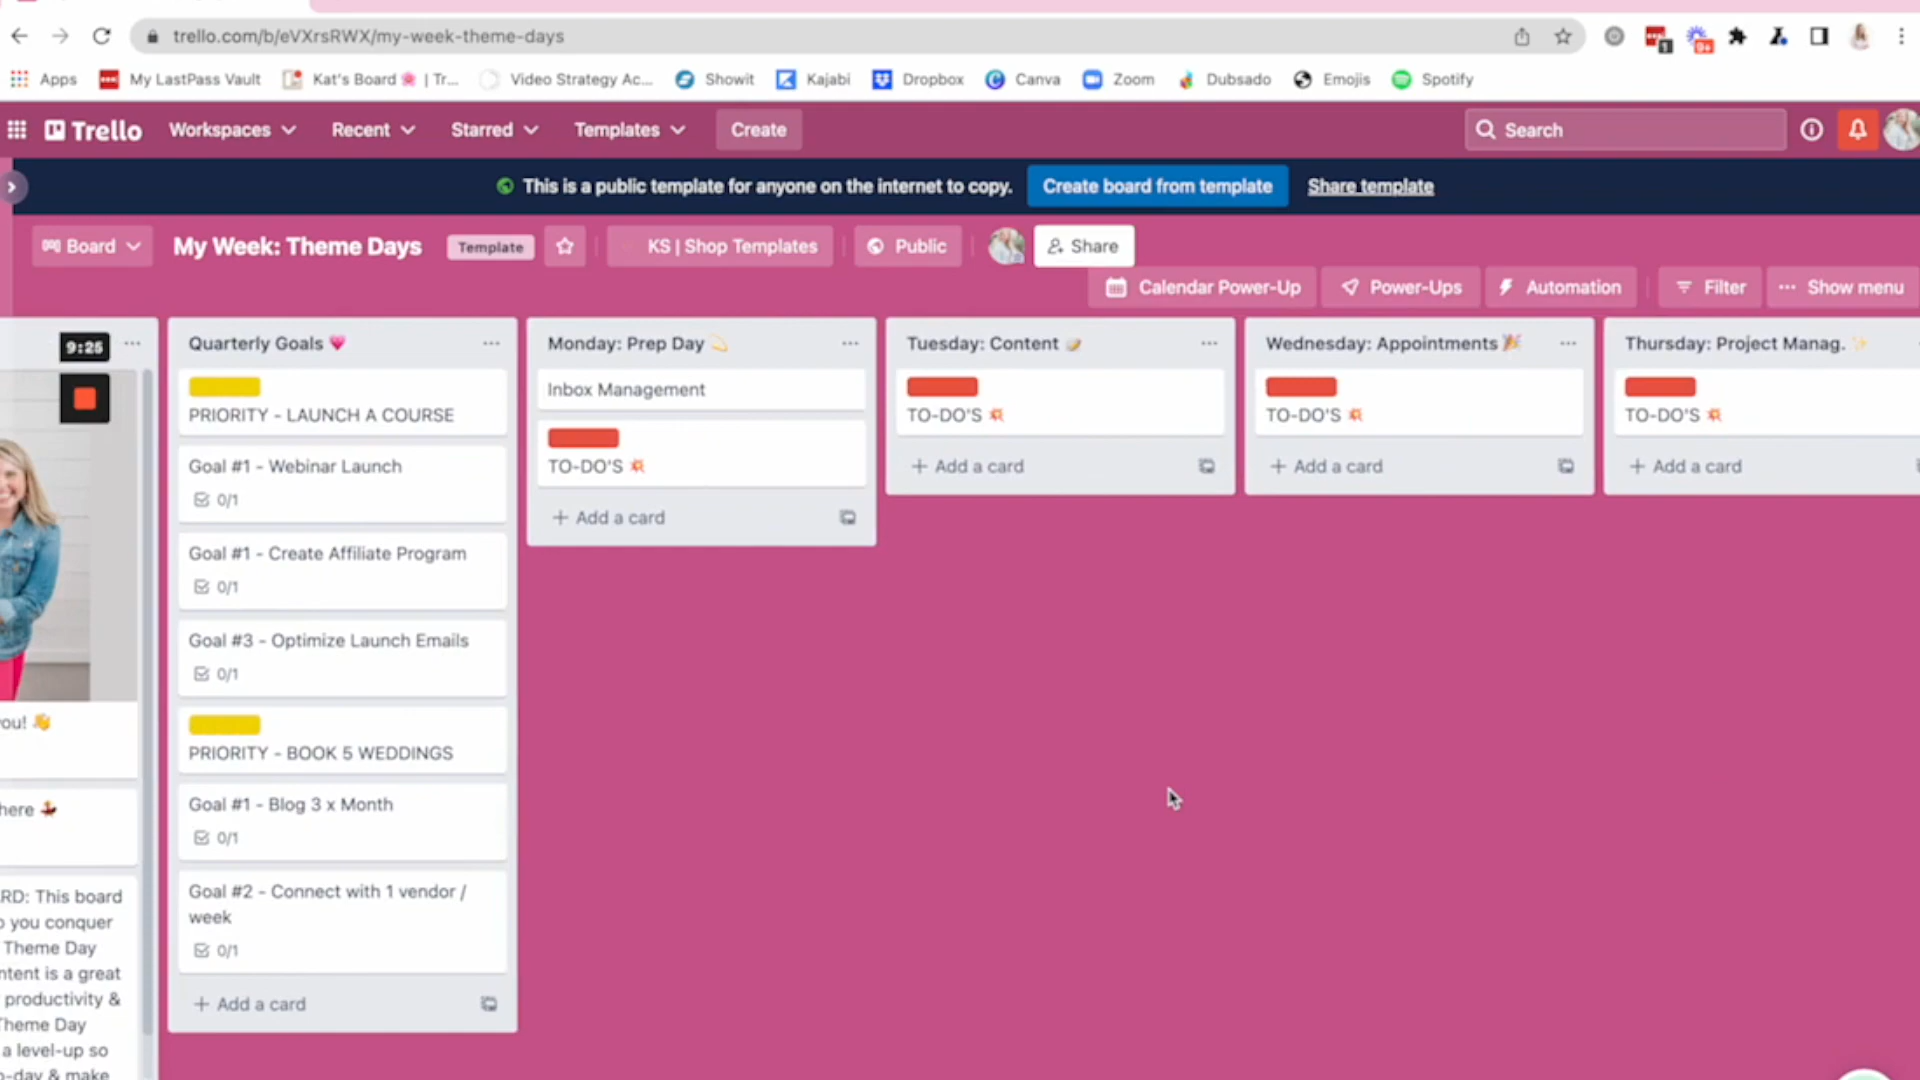 trello.com/b/eVXrsRWX/my-week-theme-days
1
9+
Apps
My LastPass Vault
Kat's Board 🌸 | Tr...
Video Strategy Ac...
Showit
Kajabi
Dropbox
Canva
Zoom
Dubsado
Emojis
Spotify
Trello
Workspaces
Recent
Starred
Templates
Create
Search
This is a public template for anyone on the internet to copy.
Create board from template
Share template
Board
My Week: Theme Days
Template
KS | Shop Templates
Public
Share
Calendar Power-Up
Power-Ups
Automation
Filter
Show menu
9:25
ou! 👋
here 💃
RD: This board
you conquer
Theme Day
ntent is a great
productivity &
Theme Day
a level-up so
o-day & make
Quarterly Goals 💗
PRIORITY - LAUNCH A COURSE
Goal #1 - Webinar Launch
0/1
Goal #1 - Create Affiliate Program
0/1
Goal #3 - Optimize Launch Emails
0/1
PRIORITY - BOOK 5 WEDDINGS
Goal #1 - Blog 3 x Month
0/1
Goal #2 - Connect with 1 vendor /
week
0/1
+ Add a card
Monday: Prep Day 💫
Inbox Management
TO-DO'S 💥
+ Add a card
Tuesday: Content
TO-DO'S 💥
+ Add a card
Wednesday: Appointments 🎉
TO-DO'S 💥
+ Add a card
Thursday: Project Manag. ✨
TO-DO'S 💥
+ Add a card